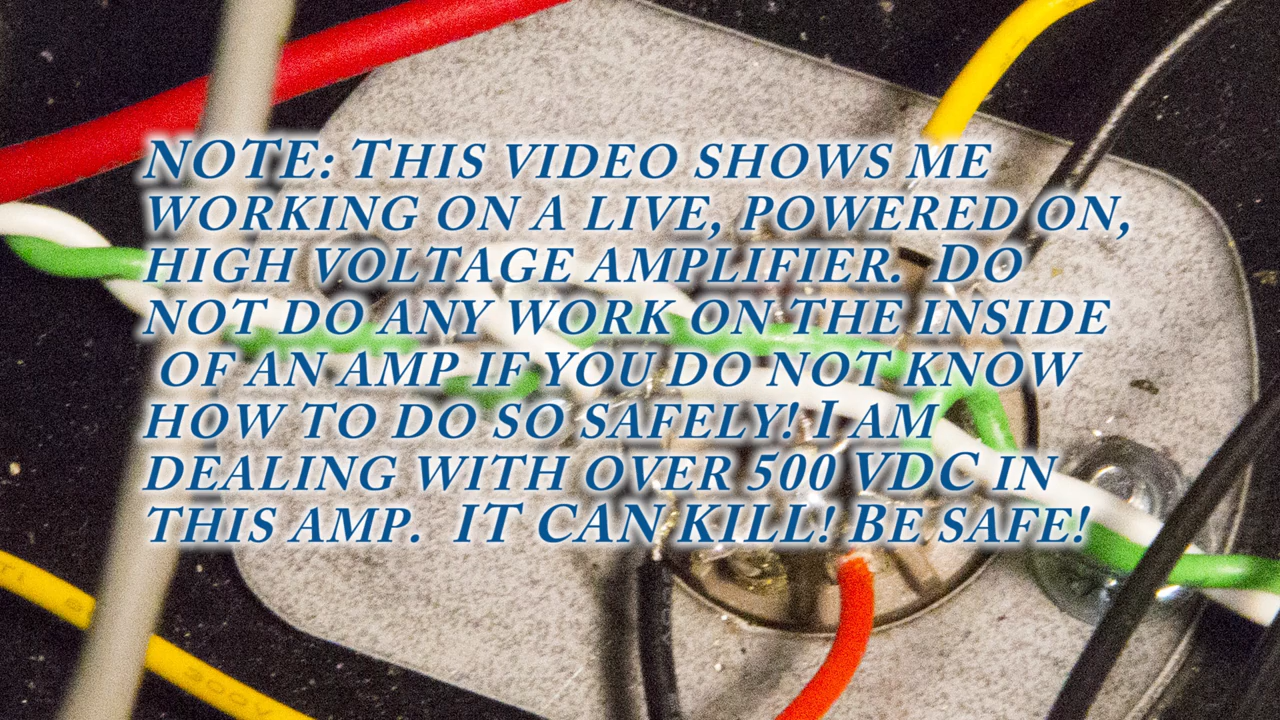 NOTE: THIS VIDEO SHOWS ME
WORKING ON A LIVE, POWERED ON,
HIGH VOLTAGE AMPLIFIER. DO
NOT DO ANY WORK ON THE INSIDE
OF AN AMP IF YOU DO NOT KNOW
HOW TO DO SO SAFELY! I AM
DEALING WITH OVER 500 VDC IN
THIS AMP. IT CAN KILL! BE SAFE!
300V